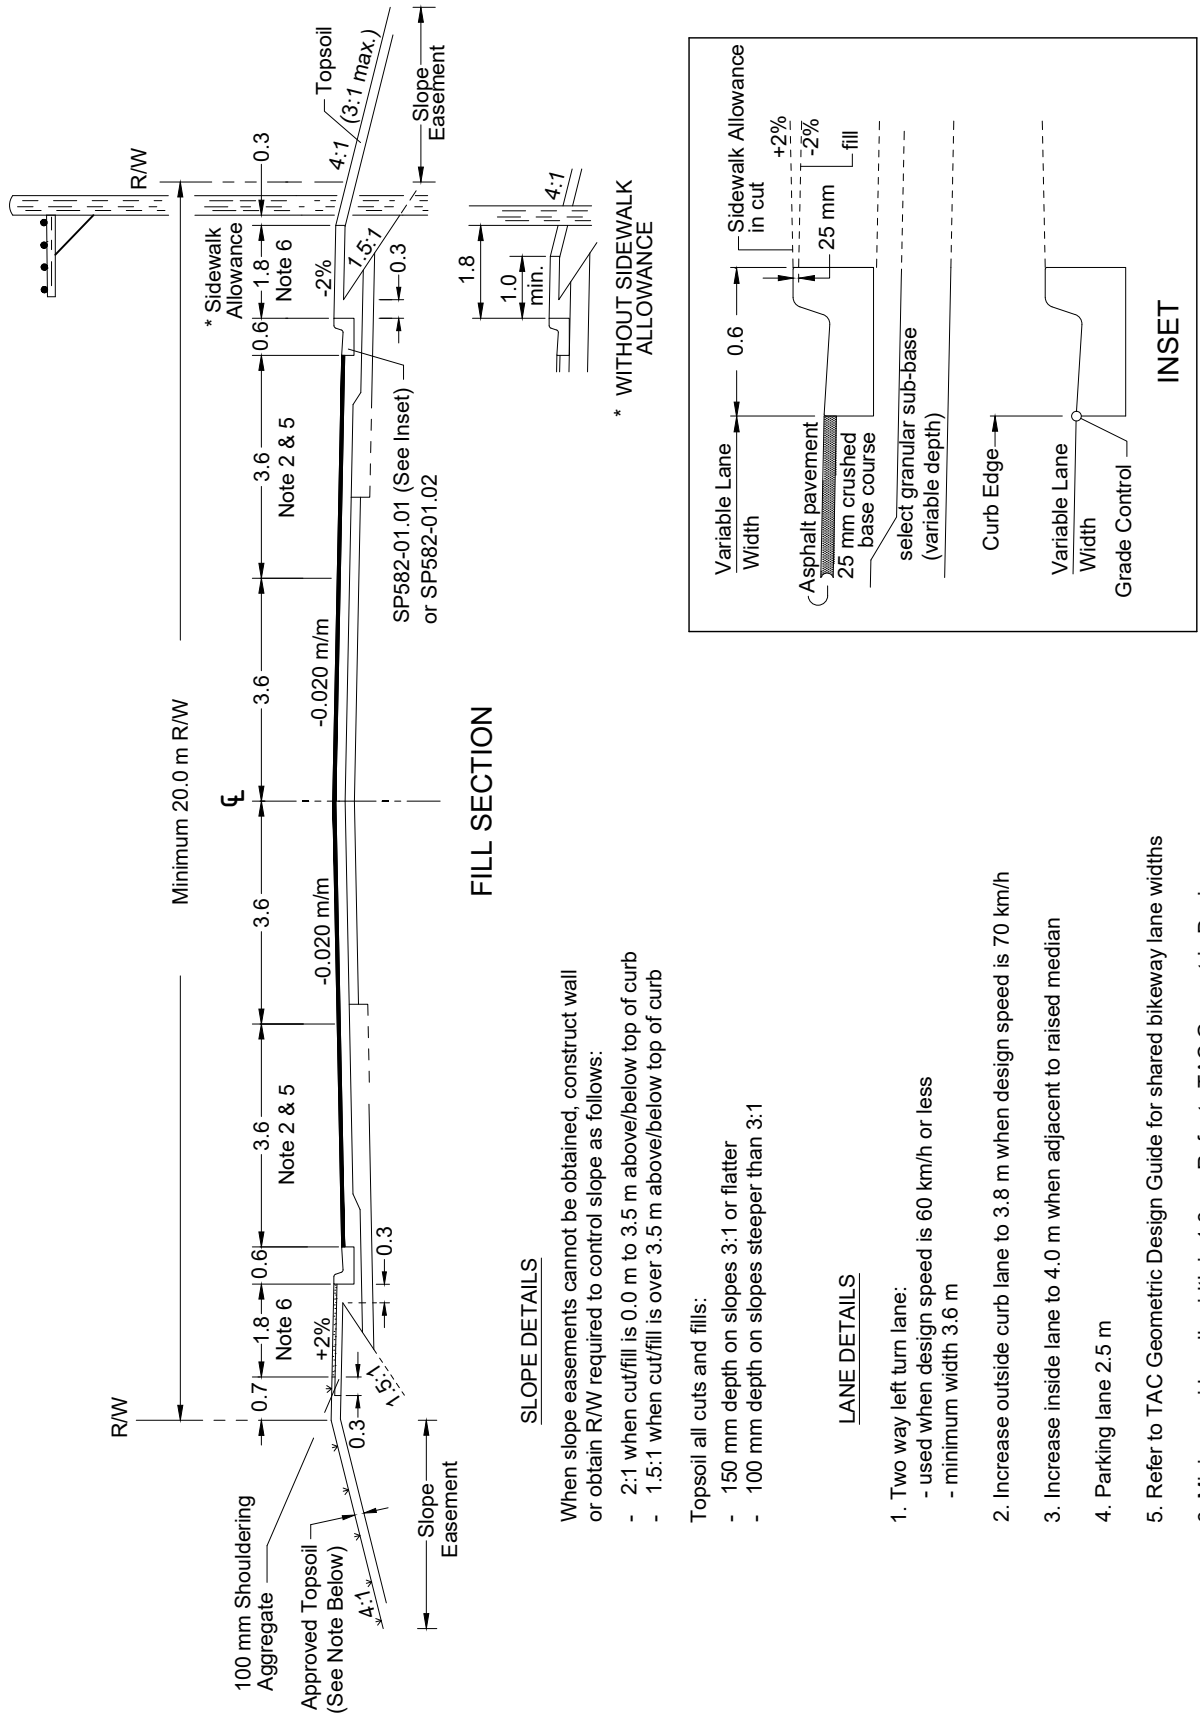 Minimum 20.0 m R/W
R/W
R/W
℄
0.7
1.8
Note 6
0.6
3.6
Note 2 & 5
3.6
3.6
3.6
Note 2 & 5
0.6
* Sidewalk
Allowance
1.8
Note 6
0.3
100 mm Shouldering
Aggregate
Approved Topsoil
(See Note Below)
4:1
Slope
Easement
0.3
+2%
1.5:1
0.3
-0.020 m/m
-0.020 m/m
SP582-01.01 (See Inset)
or SP582-01.02
-2%
1.5:1
0.3
4:1
(3:1 max.)
Topsoil
Slope
Easement
FILL SECTION
1.8
1.0
min.
4:1
* WITHOUT SIDEWALK
ALLOWANCE
SLOPE DETAILS
When slope easements cannot be obtained, construct wall
or obtain R/W required to control slope as follows:
- 2:1 when cut/fill is 0.0 m to 3.5 m above/below top of curb
- 1.5:1 when cut/fill is over 3.5 m above/below top of curb
Topsoil all cuts and fills:
- 150 mm depth on slopes 3:1 or flatter
- 100 mm depth on slopes steeper than 3:1
LANE DETAILS
1. Two way left turn lane:
- used when design speed is 60 km/h or less
- minimum width 3.6 m
2. Increase outside curb lane to 3.8 m when design speed is 70 km/h
3. Increase inside lane to 4.0 m when adjacent to raised median
4. Parking lane 2.5 m
5. Refer to TAC Geometric Design Guide for shared bikeway lane widths
Variable Lane
Width
0.6
Sidewalk Allowance
in cut
+2%
-2%
fill
25 mm
Asphalt pavement
25 mm crushed
base course
select granular sub-base
(variable depth)
Curb Edge
Variable Lane
Width
Grade Control
INSET